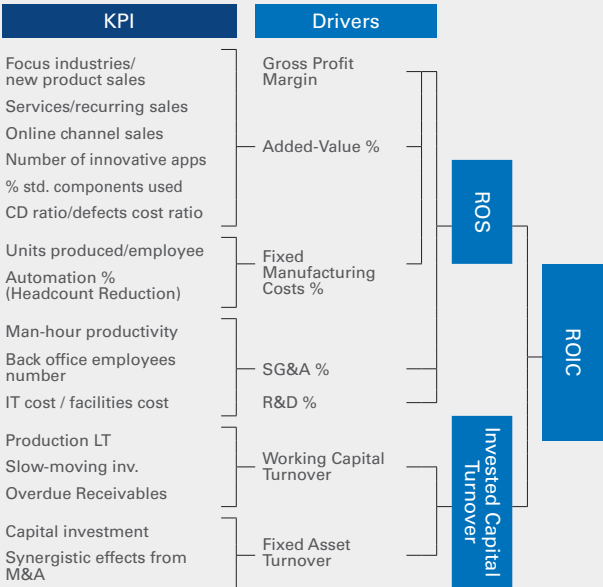 KPI
Drivers
Focus industries/
new product sales
Services/recurring sales
Online channel sales
Number of innovative apps
% std. components used
CD ratio/defects cost ratio
Units produced/employee
Automation %
(Headcount Reduction)
Man-hour productivity
Back office employees
number
IT cost / facilities cost
Production LT
Slow-moving inv.
Overdue Receivables
Capital investment
Synergistic effects from
M&A
Gross Profit
Margin
Added-Value %
Fixed
Manufacturing
Costs %
SG&A %
R&D %
Working Capital
Turnover
Fixed Asset
Turnover
ROS
Invested Capital
Turnover
ROIC